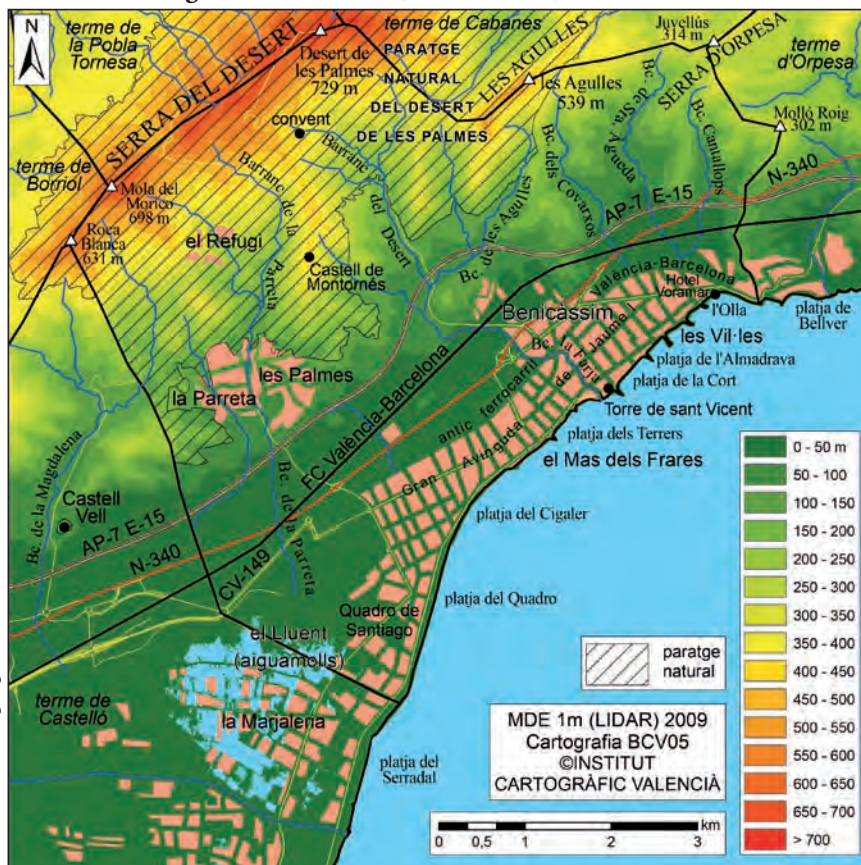 N
terme de
la Pobla
Tornesa
terme de Cabanes
Juvellús
314 m
terme
d'Orpesa
SERRA DEL DESERT
Desert de
les Palmes
729 m
PARATGE
NATURAL
DEL DESERT
DE LES PALMES
LES AGULLES
les Agulles
539 m
SERRA D'ORPESA
Bc. de Sta. Àgueda
Bc. Cantallops
Molló Roig
302 m
convent
Bc. dels Covarxos
N-340
AP-7 E-15
terme de
Borriol
Mola del
Morico
698 m
Barranc de la Parreta
Barranc del Desert
Bc. de les Agulles
Roca
Blanca
631 m
el Refugi
Castell de
Montornés
València-Barcelona
Hotel
Voramar
l'Olla
platja de
Bellver
Benicàssim
les Vil·les
Bc. la Farja
platja de l'Almadrava
platja de la Cort
les Palmes
la Parreta
FC València-Barcelona
antic ferrocarril
Gran Avinguda de Jaume I
Torre de sant Vicent
platja dels Terrers
el Mas dels Frares
Bc. de la Magdalena
Castell
Vell
Bc. de la Parreta
AP-7 E-15
N-340
CV-149
platja del Cigaler
platja del Quadro
Quadro de
Santiago
el Lluent
(aiguamolls)
la Marjaleria
terme de
Castelló
platja del
Serradal
paratge
natural
MDE 1m (LIDAR) 2009
Cartografia BCV05
©INSTITUT
CARTOGRÀFIC VALENCIÀ
0 0,5 1 2 3 km
0 - 50 m
50 - 100
100 - 150
150 - 200
200 - 250
250 - 300
300 - 350
350 - 400
400 - 450
450 - 500
500 - 550
550 - 600
600 - 650
650 - 700
> 700